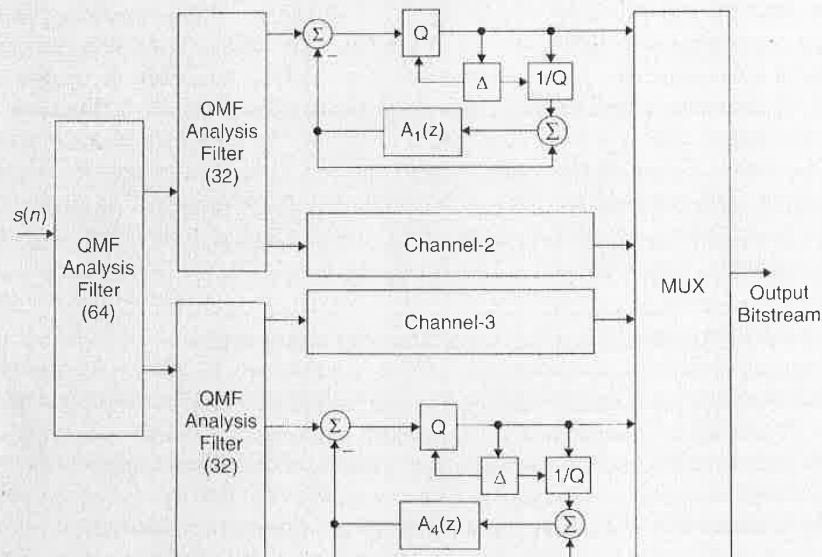 s(n)
QMF
Analysis
Filter
(64)
QMF
Analysis
Filter
(32)
Σ
–
Q
Δ
1/Q
A₁(z)
Σ
Channel-2
Channel-3
QMF
Analysis
Filter
(32)
Σ
–
Q
Δ
1/Q
A₄(z)
Σ
MUX
Output
Bitstream